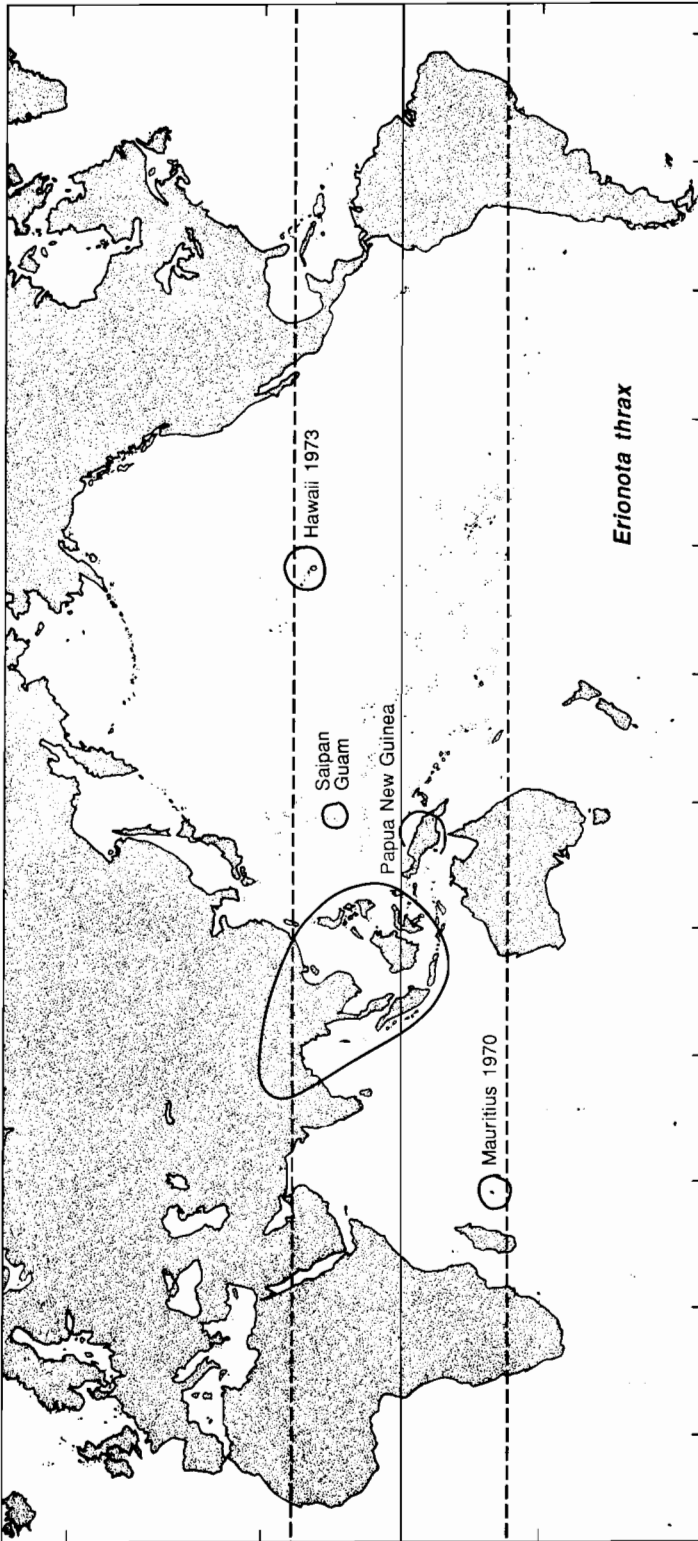 Hawaii 1973
Saipan
Guam
Papua New Guinea
Mauritius 1970
Erionota thrax